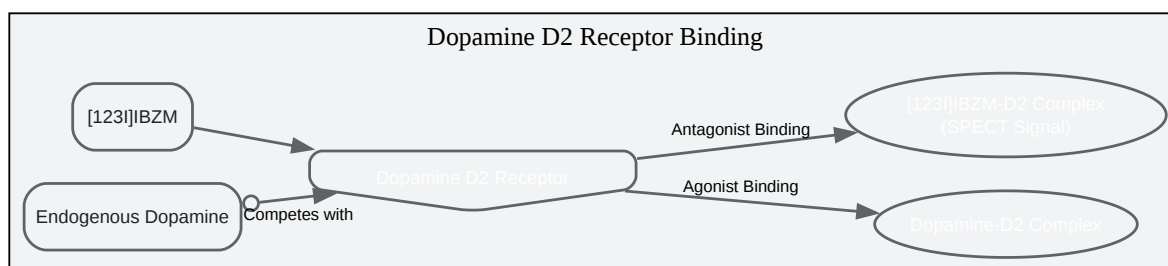 Dopamine D2 Receptor Binding
[123I]IBZM
Endogenous Dopamine
Competes with
Dopamine D2 Receptor
Antagonist Binding
Agonist Binding
[123I]IBZM-D2 Complex
(SPECT Signal)
Dopamine-D2 Complex